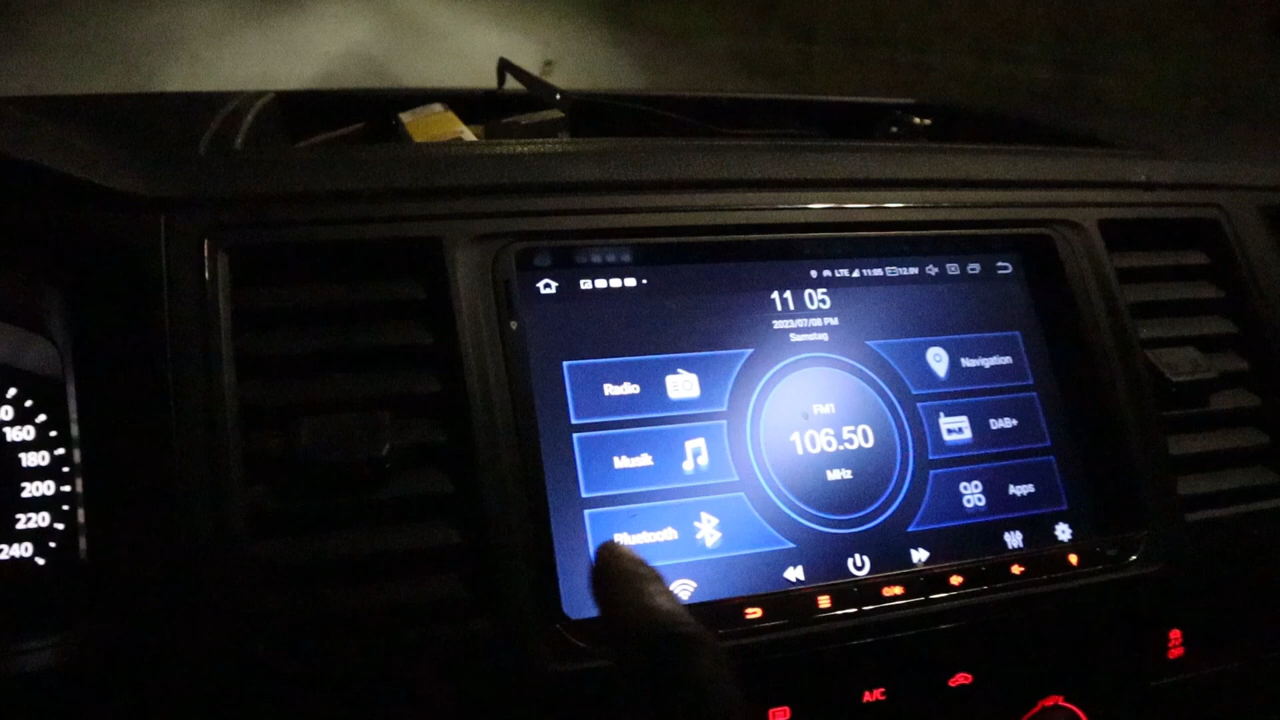 LTE 11:05 12.0V
11 05
2023/07/08 PM
Samstag
Radio
Navigation
FM1
106.50
MHz
Musik
DAB+
Bluetooth
Apps
160
180
200
220
240
A/C